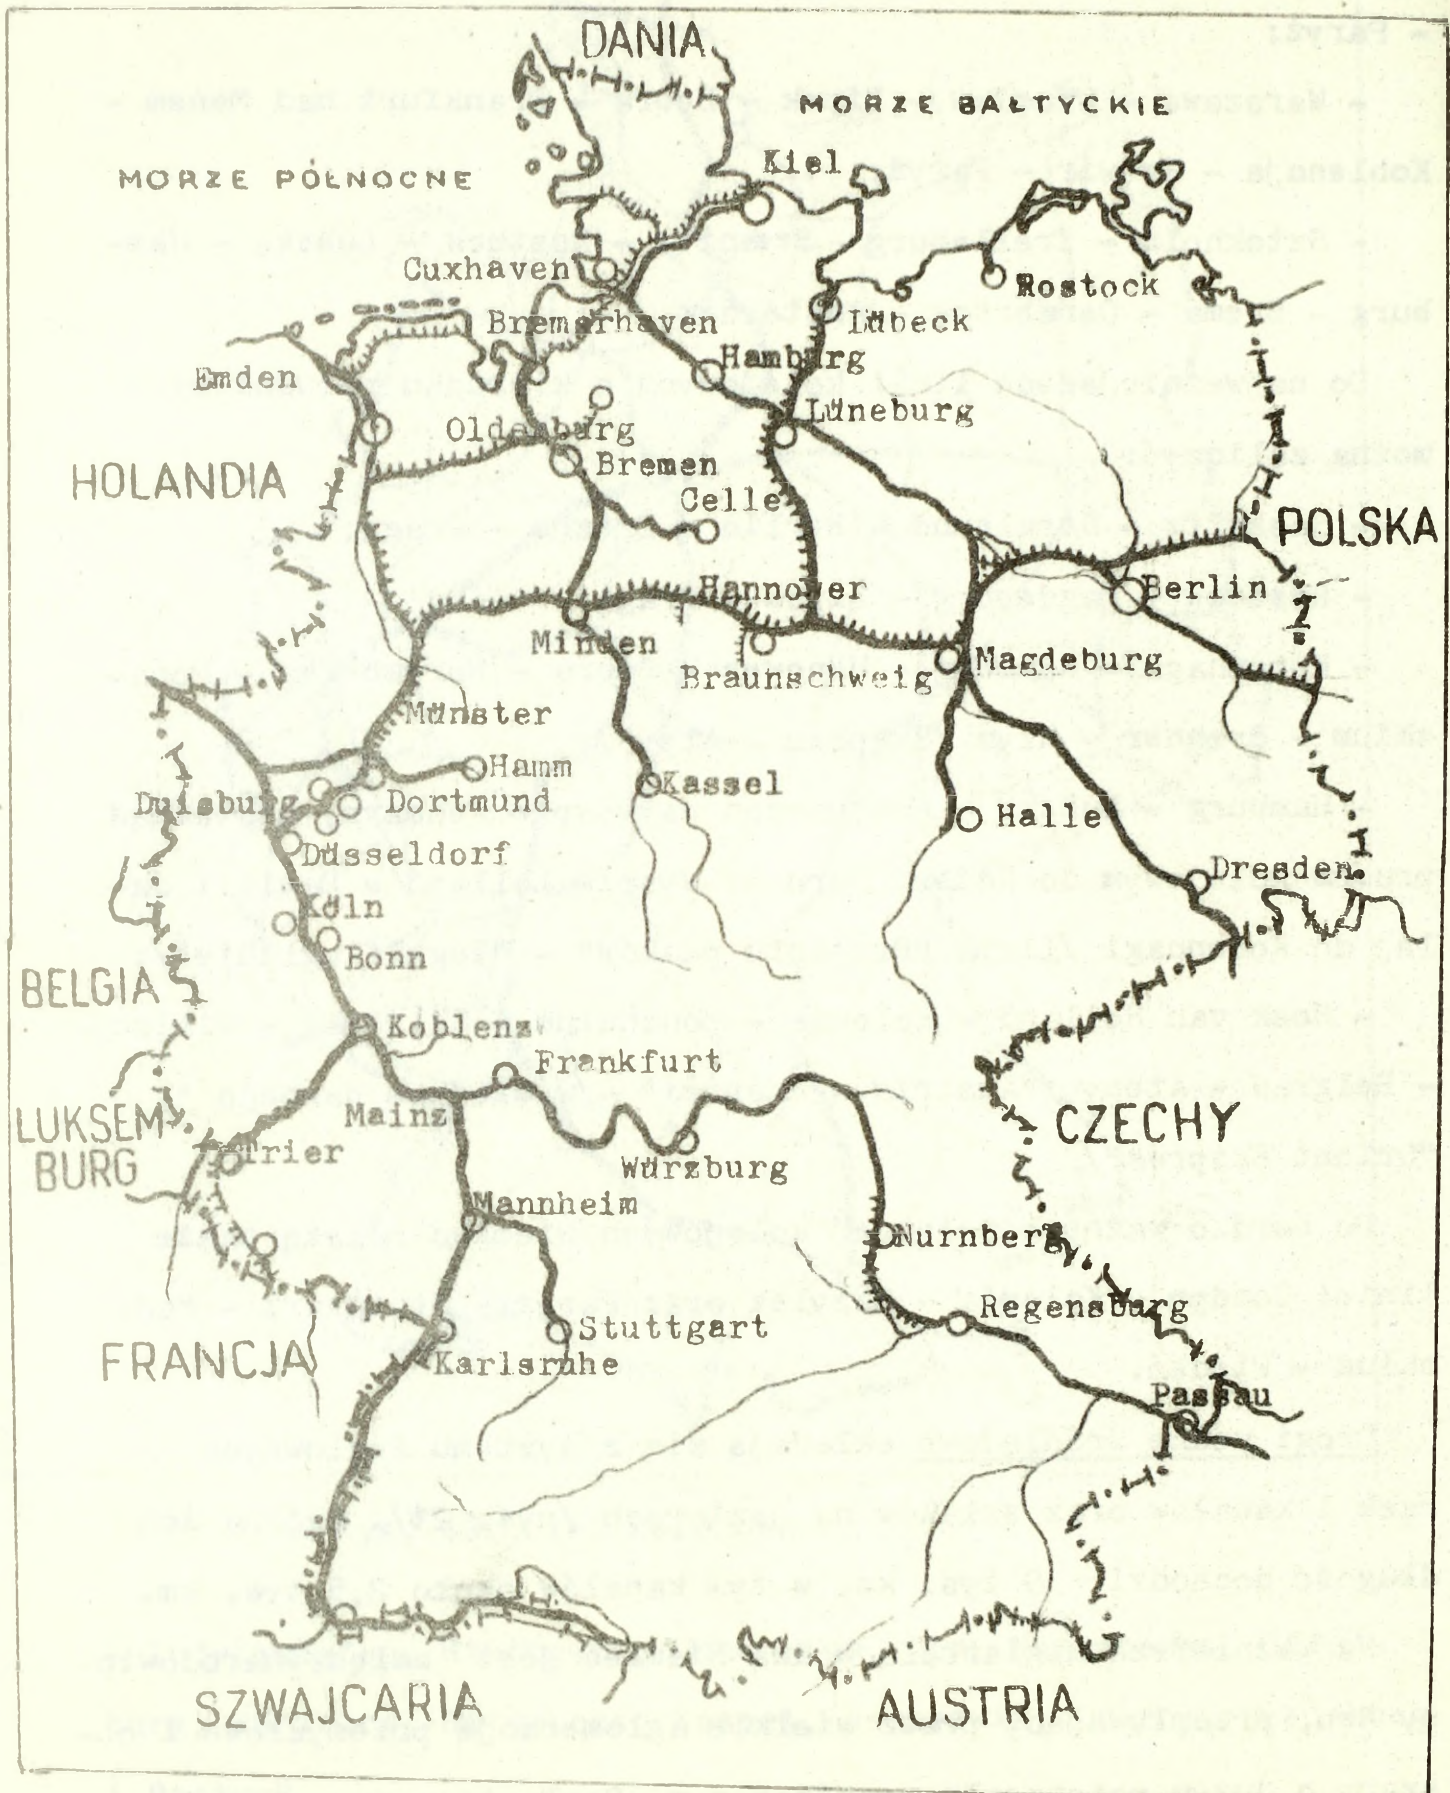 DANIA
MORZE BAŁTYCKIE
MORZE PÓŁNOCNE
Kiel
Cuxhaven
Rostock
Bremerhaven
Lübeck
Hamburg
Emden
Lüneburg
Oldenburg
Bremen
HOLANDIA
Celle
POLSKA
Hannover
Berlin
Minden
Magdeburg
Braunschweig
Münster
Hamm
Kassel
Duisburg
Dortmund
Halle
Düsseldorf
Dresden
Köln
Bonn
BELGIA
Koblenz
Frankfurt
Mainz
LUKSEM
BURG
CZECHY
Trier
Würzburg
Mannheim
Nurnberg
Regensburg
Stuttgart
FRANCJA
Karlsruhe
Passau
SZWAJCARIA
AUSTRIA